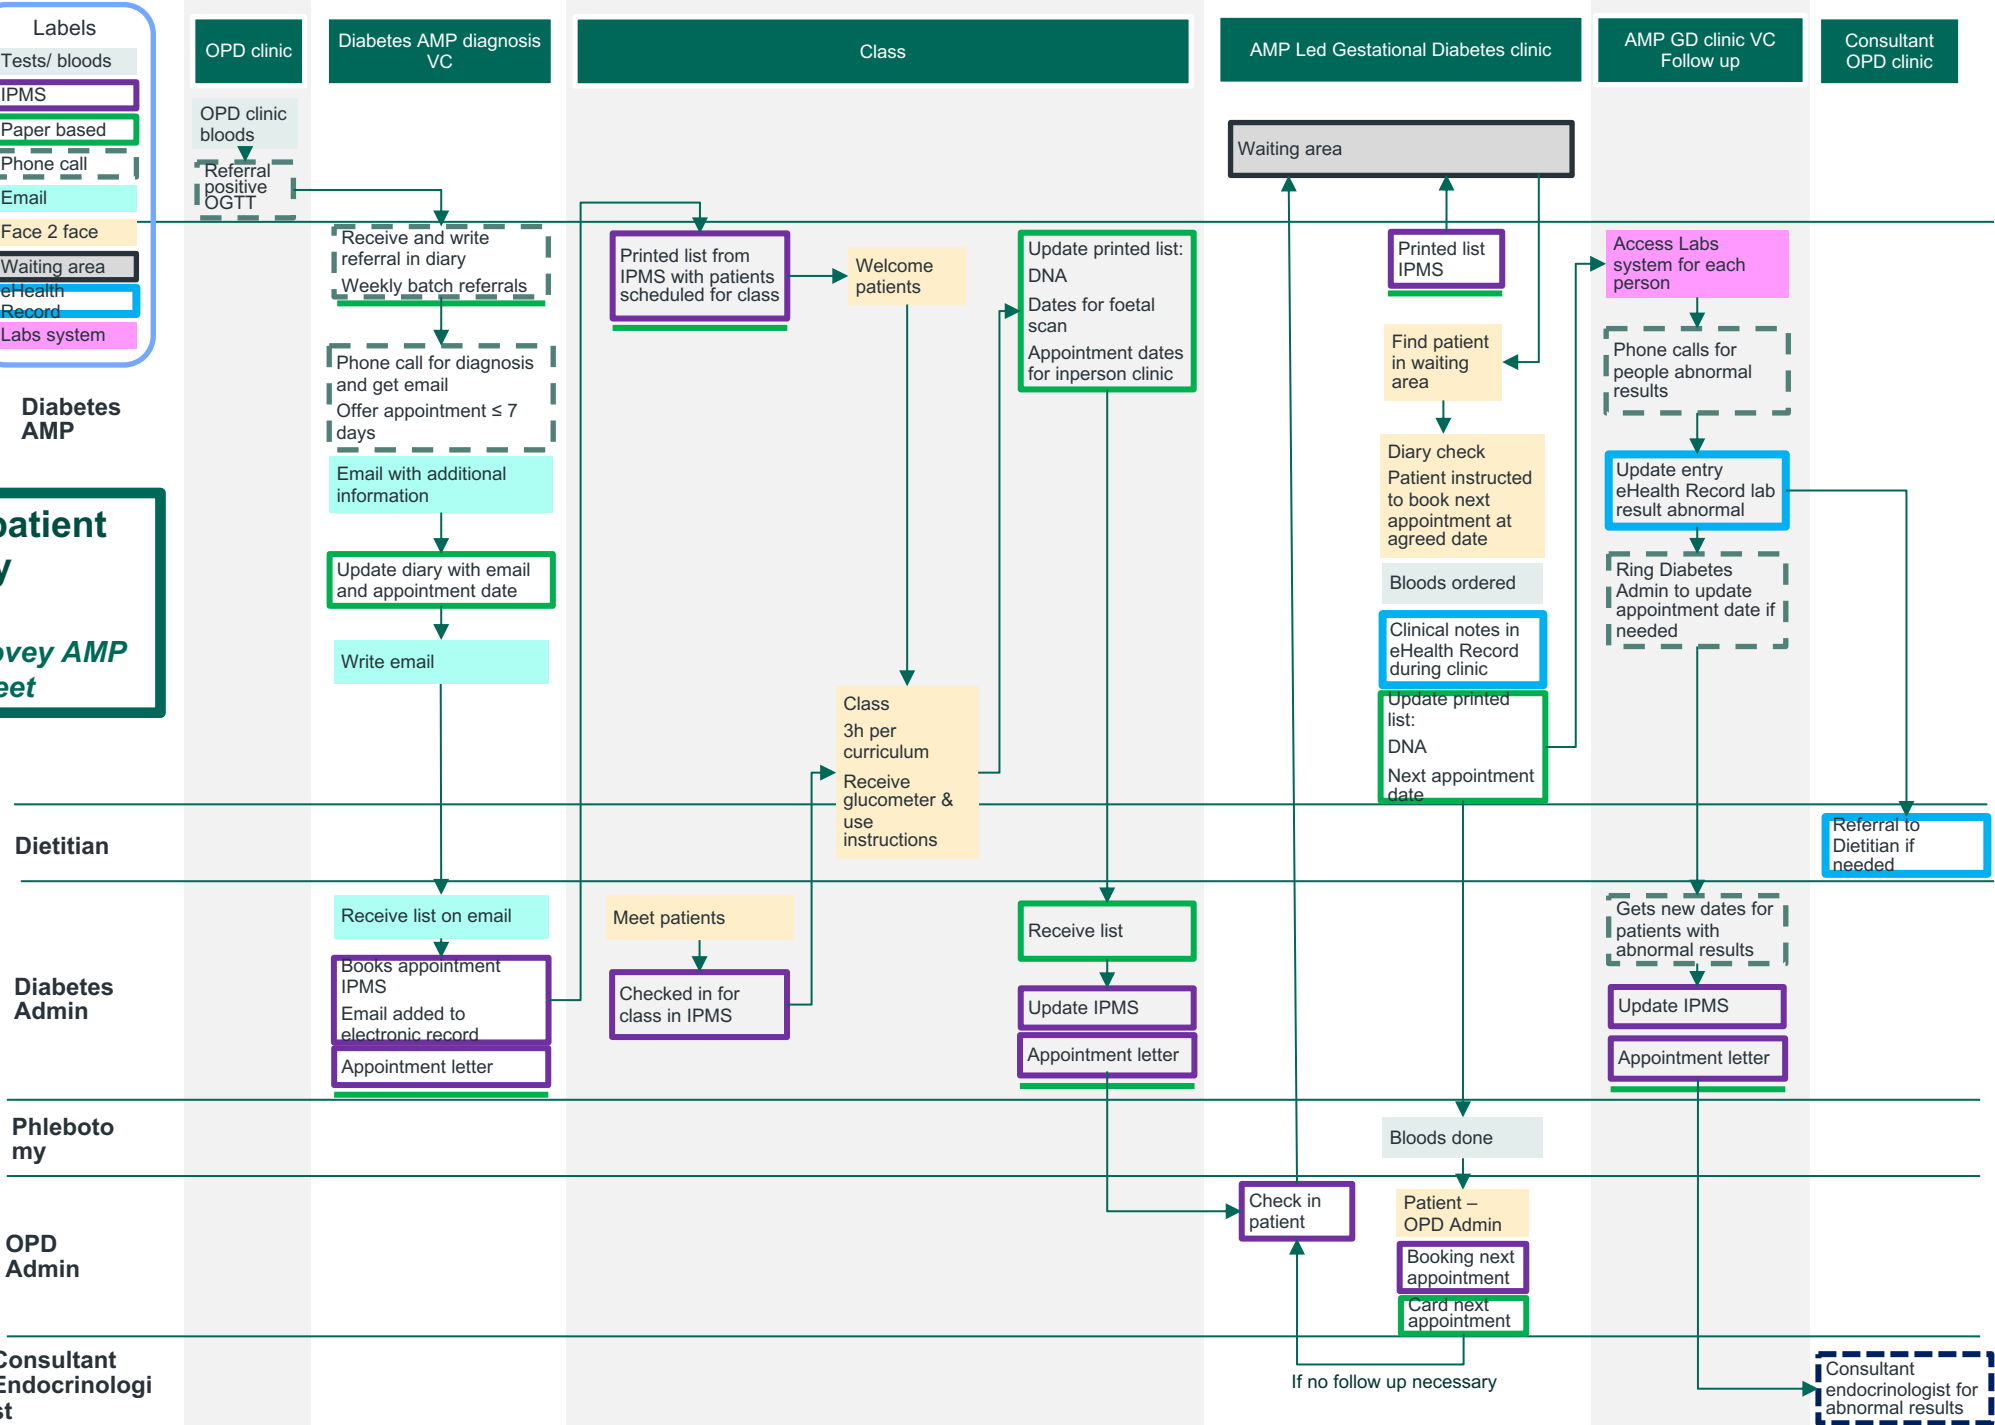 Labels
Tests/ bloods
IPMS
Paper based
Phone call
Email
Face 2 face
Waiting area
eHealth
Record
Labs system
OPD clinic
Diabetes AMP diagnosis
VC
Class
AMP Led Gestational Diabetes clinic
AMP GD clinic VC
Follow up
Consultant
OPD clinic
OPD clinic
bloods
Referral
positive
OGTT
Waiting area
Diabetes
AMP
Receive and write
referral in diary
Weekly batch referrals
Phone call for diagnosis
and get email
Offer appointment ≤ 7
days
Email with additional
information
Update diary with email
and appointment date
Write email
Printed list from
IPMS with patients
scheduled for class
Welcome
patients
Class
3h per
curriculum
Receive
glucometer &
use
instructions
Update printed list:
DNA
Dates for foetal
scan
Appointment dates
for inperson clinic
Printed list
IPMS
Find patient
in waiting
area
Diary check
Patient instructed
to book next
appointment at
agreed date
Bloods ordered
Clinical notes in
eHealth Record
during clinic
Update printed
list:
DNA
Next appointment
date
Access Labs
system for each
person
Phone calls for
people abnormal
results
Update entry
eHealth Record lab
result abnormal
Ring Diabetes
Admin to update
appointment date if
needed
patient
y
ovey AMP
eet
Dietitian
Referral to
Dietitian if
needed
Diabetes
Admin
Receive list on email
Books appointment
IPMS
Email added to
electronic record
Appointment letter
Meet patients
Checked in for
class in IPMS
Receive list
Update IPMS
Appointment letter
Gets new dates for
patients with
abnormal results
Update IPMS
Appointment letter
Phleboto
my
Bloods done
OPD
Admin
Check in
patient
Patient –
OPD Admin
Booking next
appointment
Card next
appointment
If no follow up necessary
Consultant
Endocrinologi
st
Consultant
endocrinologist for
abnormal results